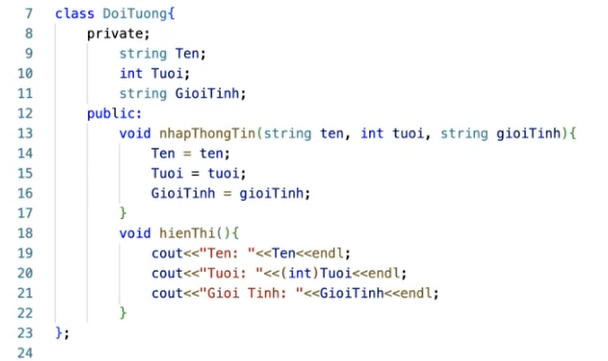 7 class DoiTuong{
8 private;
9 string Ten;
10 int Tuoi;
11 string GioiTinh;
12 public:
13 void nhapThongTin(string ten, int tuoi, string gioiTinh){
14 Ten = ten;
15 Tuoi = tuoi;
16 GioiTinh = gioiTinh;
17 }
18 void hienThi(){
19 cout<<"Ten: "<<Ten<<endl;
20 cout<<"Tuoi: "<<(int)Tuoi<<endl;
21 cout<<"Gioi Tinh: "<<GioiTinh<<endl;
22 }
23 };
24